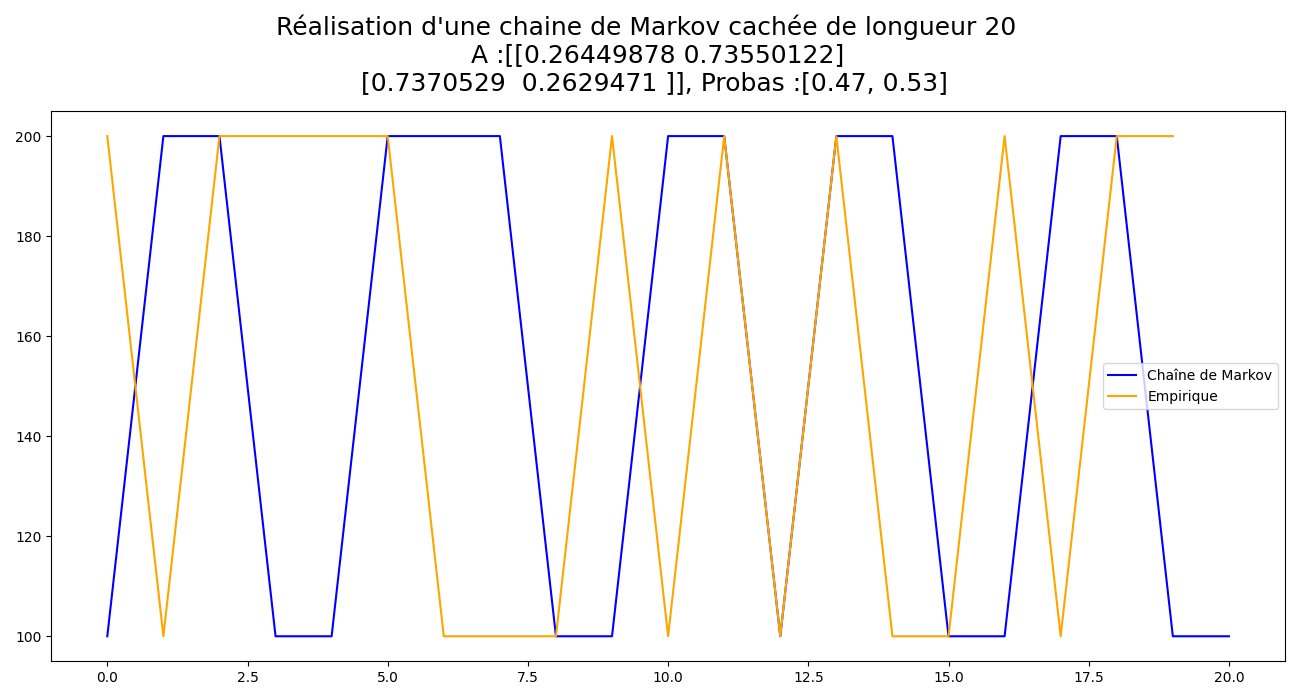 Réalisation d'une chaine de Markov cachée de longueur 20
A :[[0.26449878 0.73550122]
[0.7370529  0.2629471 ]], Probas :[0.47, 0.53]
200
180
160
140
120
100
Chaîne de Markov
Empirique
0.0 2.5 5.0 7.5 10.0 12.5 15.0 17.5 20.0